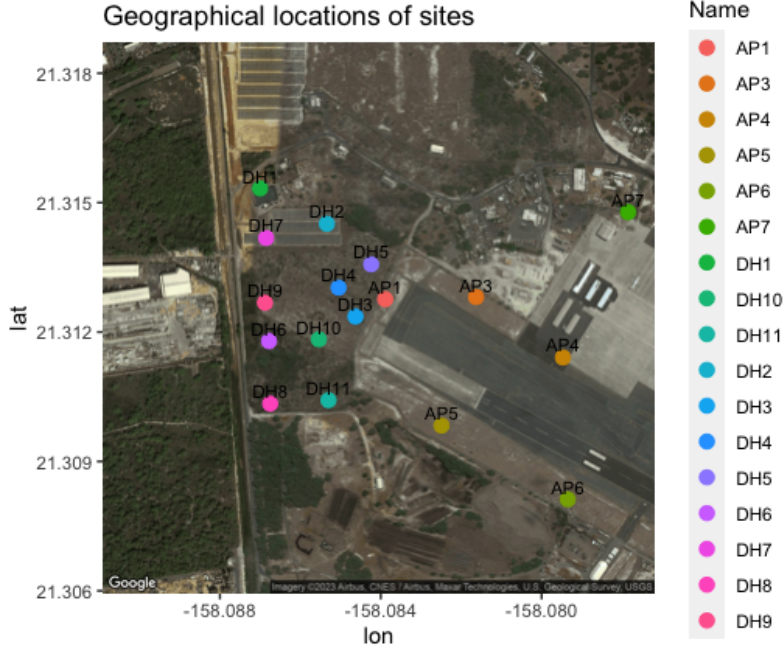 Geographical locations of sites
Name
AP1
AP3
AP4
AP5
AP6
AP7
DH1
DH10
DH11
DH2
DH3
DH4
DH5
DH6
DH7
DH8
DH9
lat
21.318
21.315
21.312
21.309
21.306
DH1
AP7
DH2
DH7
DH5
DH4
AP1
AP3
DH9
DH3
DH6
DH10
AP4
DH8
DH11
AP5
AP6
Google
Imagery ©2023 Airbus, CNES / Airbus, Maxar Technologies, U.S. Geological Survey, USGS
-158.088
-158.084
-158.080
lon